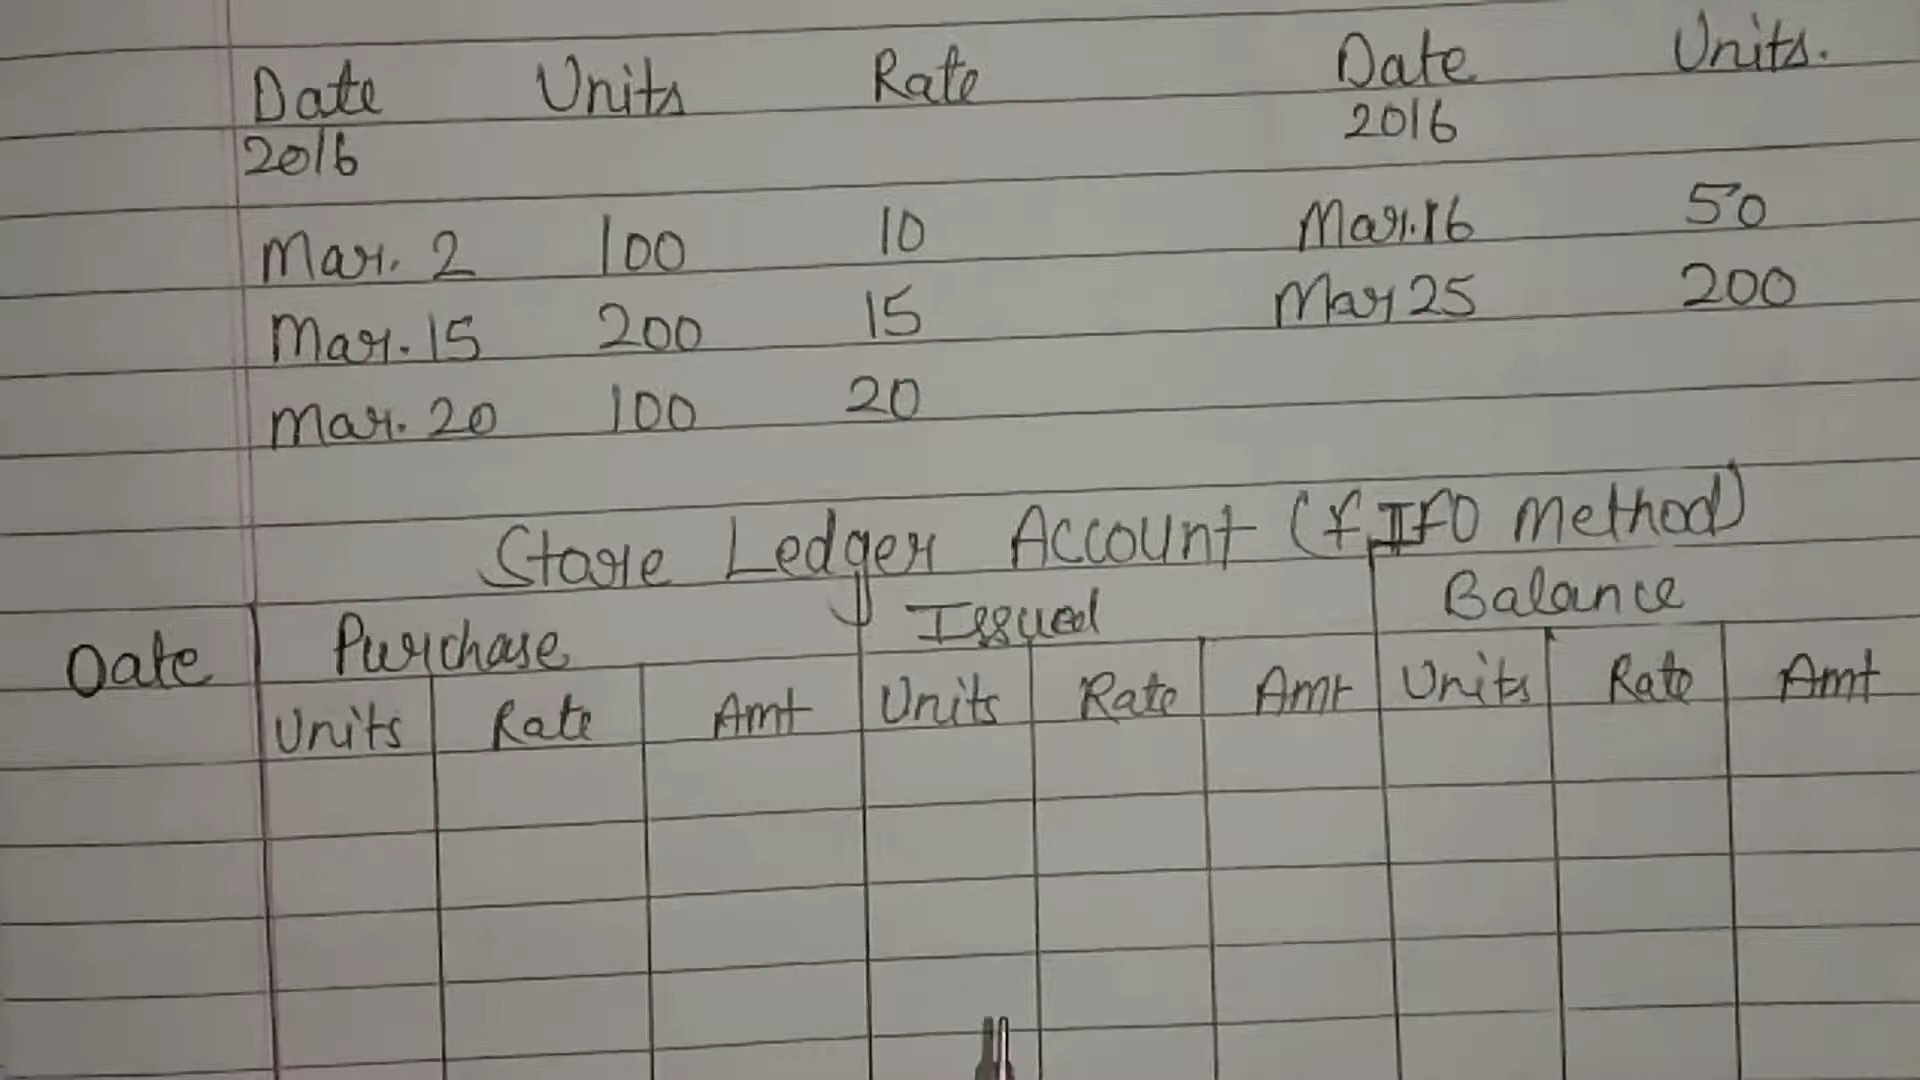 Date Units Rate Date Units.
2016 2016
Mar. 2 100 10 Mar.16 50
Mar. 15 200 15 Mar 25 200
Mar. 20 100 20
Store Ledger Account (FIFO Method)
Date Purchase Issued Balance
Units Rate Amt Units Rate Amt Units Rate Amt